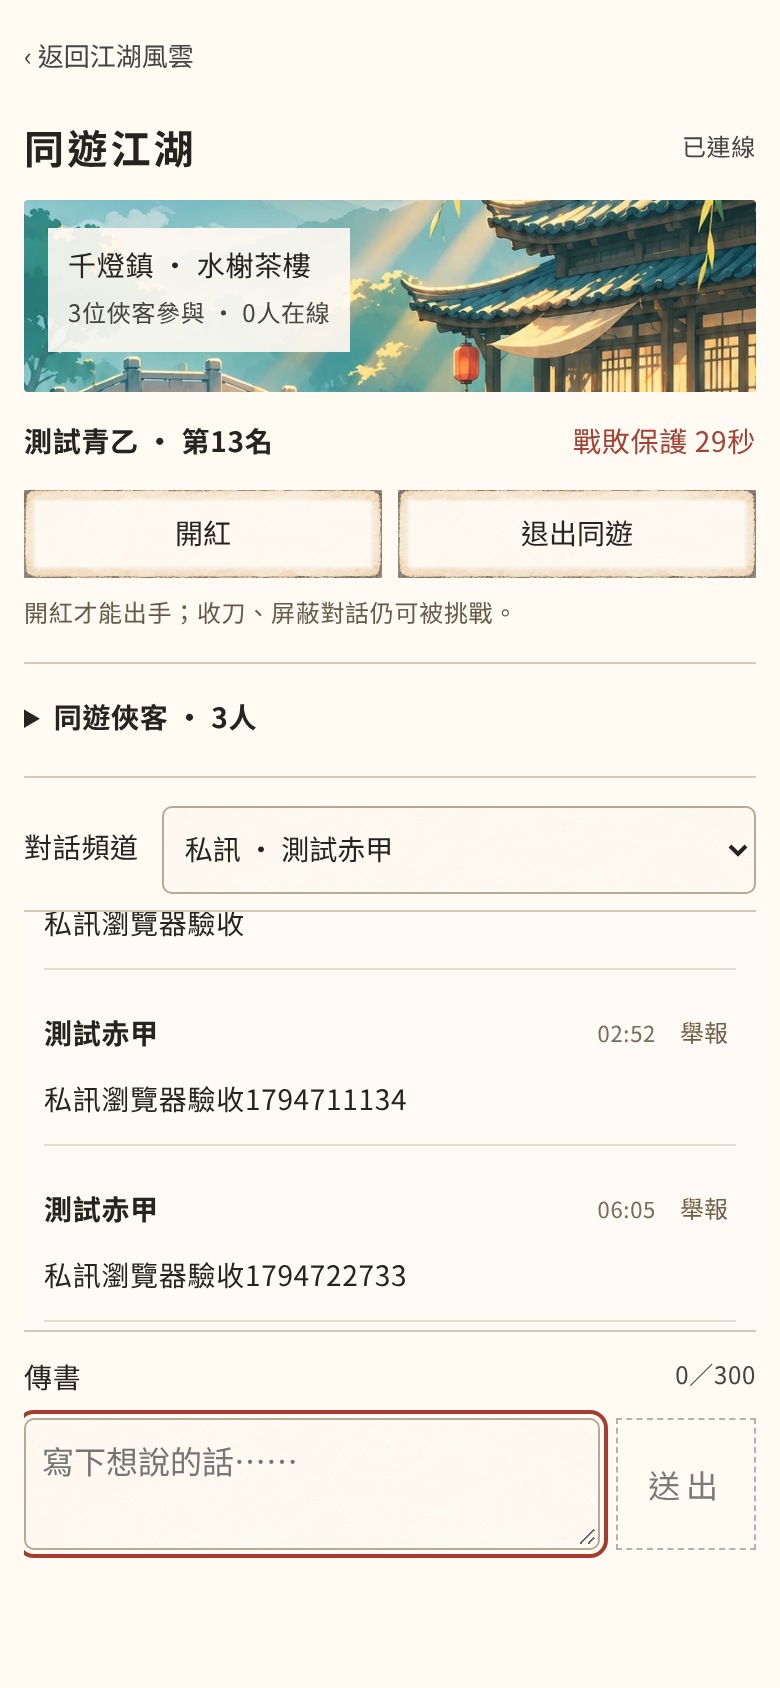 ‹ 返回江湖風雲
同遊江湖
已連線
千燈鎮 · 水榭茶樓
3位俠客參與 · 0人在線
測試青乙 · 第13名
戰敗保護 29秒
開紅
退出同遊
開紅才能出手；收刀、屏蔽對話仍可被挑戰。
▶ 同遊俠客 · 3人
對話頻道
私訊 · 測試赤甲
私訊瀏覽器驗收
測試赤甲
02:52 舉報
私訊瀏覽器驗收1794711134
測試赤甲
06:05 舉報
私訊瀏覽器驗收1794722733
傳書
0／300
寫下想說的話……
送出